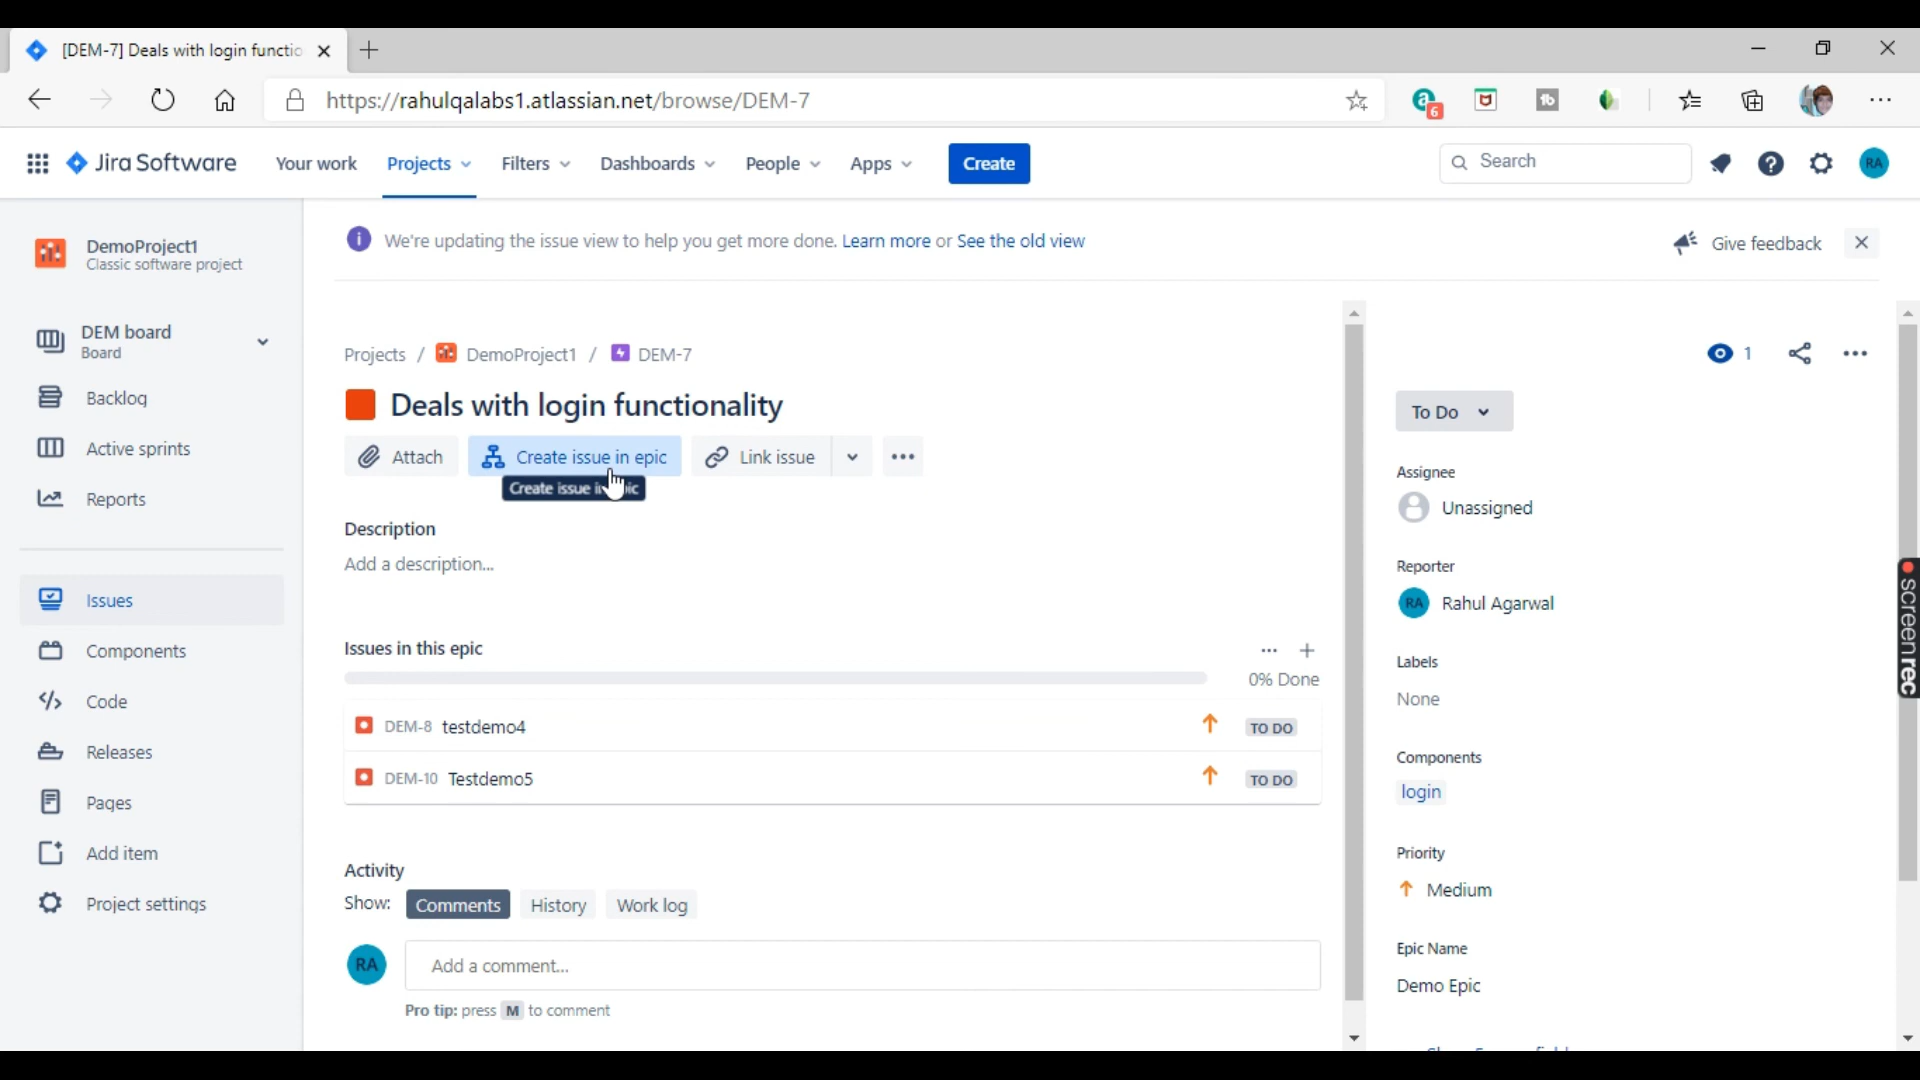 [DEM-7] Deals with login functio
https://rahulqalabs1.atlassian.net/browse/DEM-7
6
Jira Software
Your work
Projects
Filters
Dashboards
People
Apps
Create
Search
RA
DemoProject1
Classic software project
We're updating the issue view to help you get more done. Learn more or See the old view
Give feedback
DEM board
Board
Backlog
Active sprints
Reports
Issues
Components
Code
Releases
Pages
Add item
Project settings
Projects / DemoProject1 / DEM-7
Deals with login functionality
Attach
Create issue in epic
Link issue
Create issue
Description
Add a description...
Issues in this epic
0% Done
DEM-8 testdemo4 TO DO
DEM-10 Testdemo5 TO DO
Activity
Show: Comments History Work log
RA
Add a comment...
Pro tip: press M to comment
1
To Do
Assignee
Unassigned
Reporter
RA Rahul Agarwal
Labels
None
Components
login
Priority
Medium
Epic Name
Demo Epic
screenrec